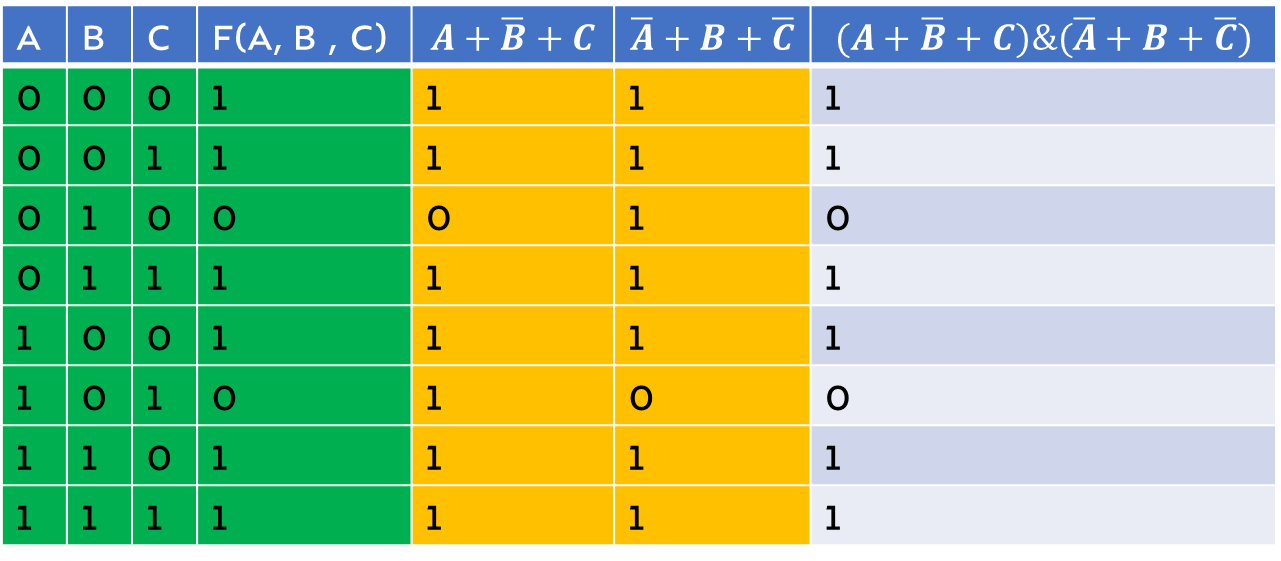 A B C F(A, B , C) A + B̅ + C A̅ + B + C̅ (A + B̅ + C)&(A̅ + B + C̅)
0 0 0 1 1 1 1
0 0 1 1 1 1 1
0 1 0 0 0 1 0
0 1 1 1 1 1 1
1 0 0 1 1 1 1
1 0 1 0 1 0 0
1 1 0 1 1 1 1
1 1 1 1 1 1 1